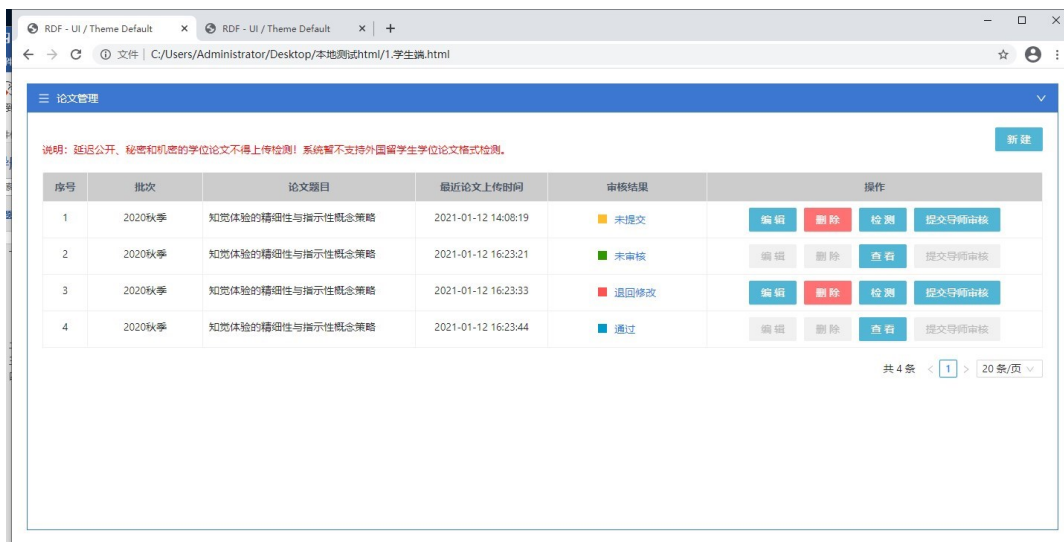 RDF - UI / Theme Default
RDF - UI / Theme Default
文件 C:/Users/Administrator/Desktop/本地测试html/1.学生端.html
论文管理
新 建
说明：延迟公开、秘密和机密的学位论文不得上传检测！系统暂不支持外国留学生学位论文格式检测。
序号 批次 论文题目 最近论文上传时间 审核结果 操作
1 2020秋季 知觉体验的精细性与指示性概念策略 2021-01-12 14:08:19 未提交 编 辑 删 除 检 测 提交导师审核
2 2020秋季 知觉体验的精细性与指示性概念策略 2021-01-12 16:23:21 未审核 编 辑 删 除 查 看 提交导师审核
3 2020秋季 知觉体验的精细性与指示性概念策略 2021-01-12 16:23:33 退回修改 编 辑 删 除 检 测 提交导师审核
4 2020秋季 知觉体验的精细性与指示性概念策略 2021-01-12 16:23:44 通过 编 辑 删 除 查 看 提交导师审核
共 4 条 < 1 > 20 条/页